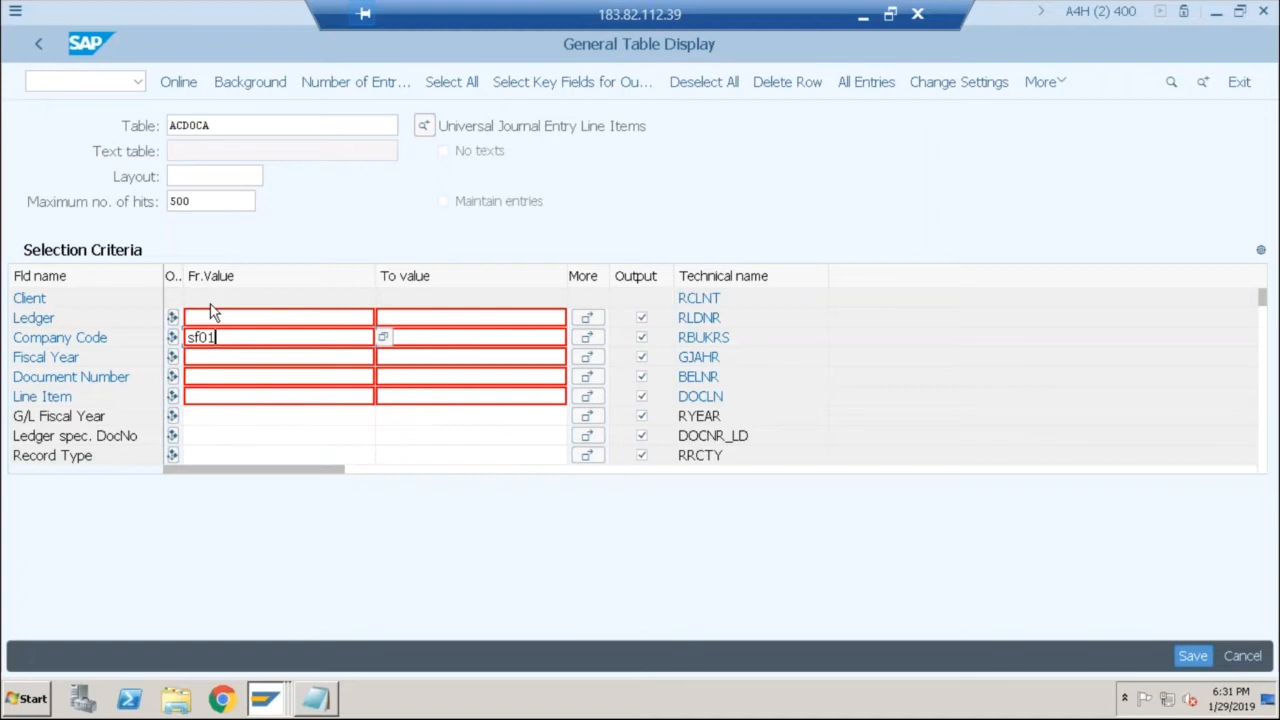 183.82.112.39
A4H (2) 400
SAP
General Table Display
Online Background Number of Entr... Select All Select Key Fields for Ou... Deselect All Delete Row All Entries Change Settings More Exit
Table: ACDOCA Universal Journal Entry Line Items
Text table: No texts
Layout:
Maximum no. of hits: 500 Maintain entries
Selection Criteria
Fld name O.. Fr.Value To value More Output Technical name
Client RCLNT
Ledger RLDNR
Company Code sf01 RBUKRS
Fiscal Year GJAHR
Document Number BELNR
Line Item DOCLN
G/L Fiscal Year RYEAR
Ledger spec. DocNo DOCNR_LD
Record Type RRCTY
Save Cancel
Start 6:31 PM
1/29/2019